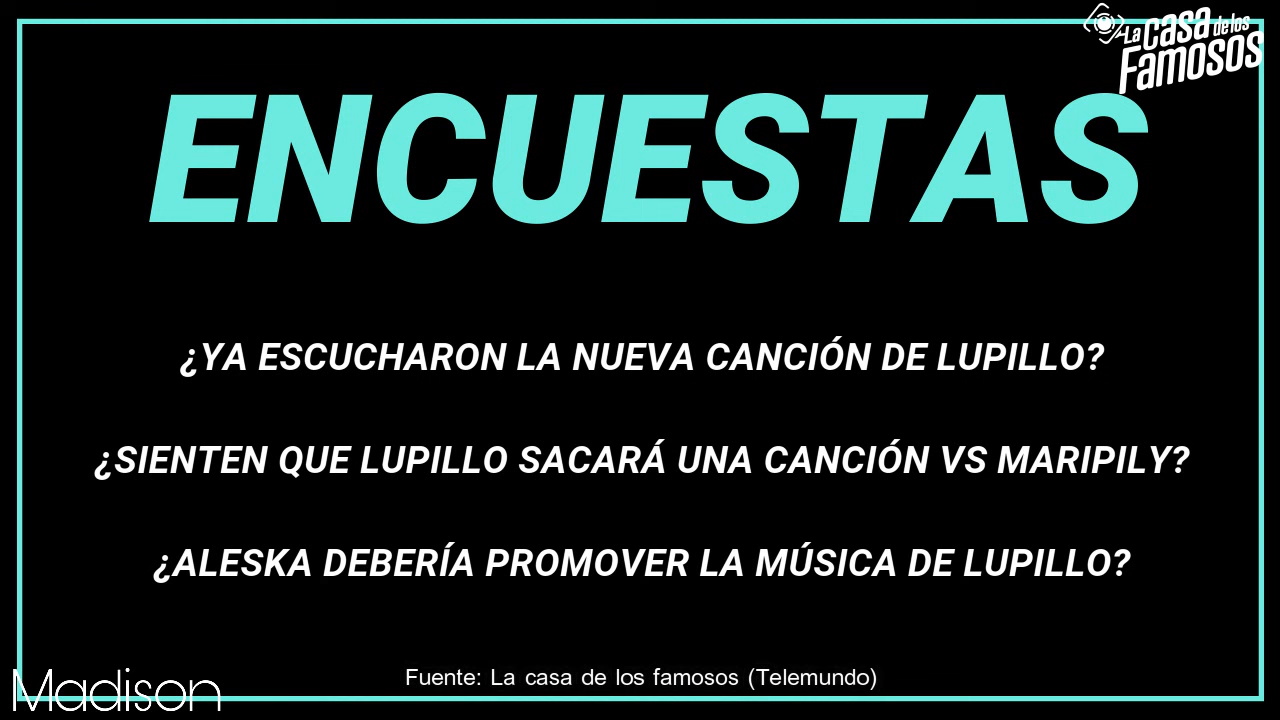 La casa de los
Famosos
ENCUESTAS
¿YA ESCUCHARON LA NUEVA CANCIÓN DE LUPILLO?
¿SIENTEN QUE LUPILLO SACARÁ UNA CANCIÓN VS MARIPILY?
¿ALESKA DEBERÍA PROMOVER LA MÚSICA DE LUPILLO?
Fuente: La casa de los famosos (Telemundo)
Madison